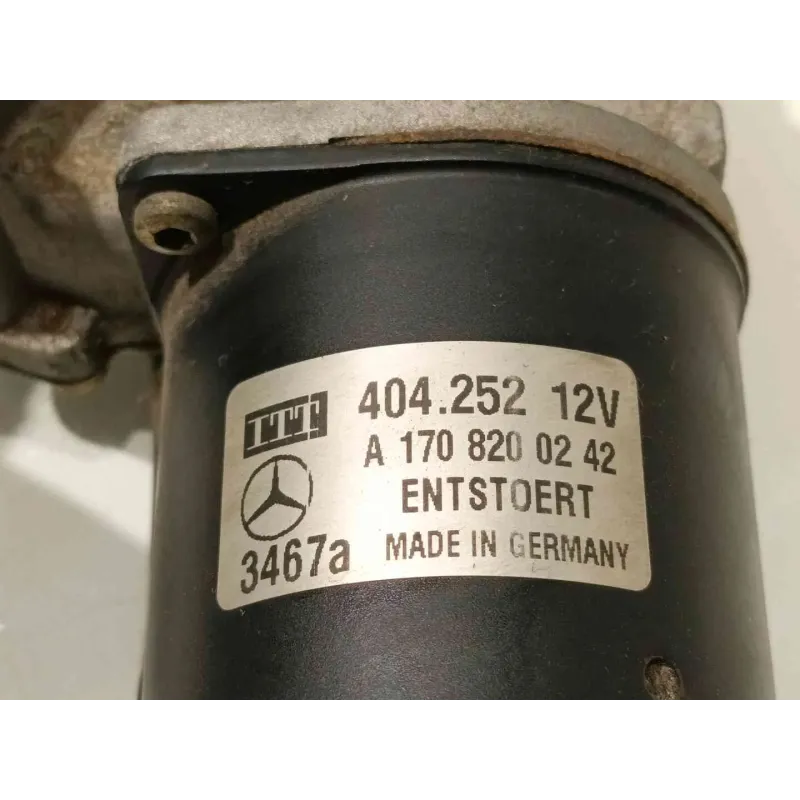 404.252 12V
A 170 820 02 42
ENTSTOERT
3467a MADE IN GERMANY